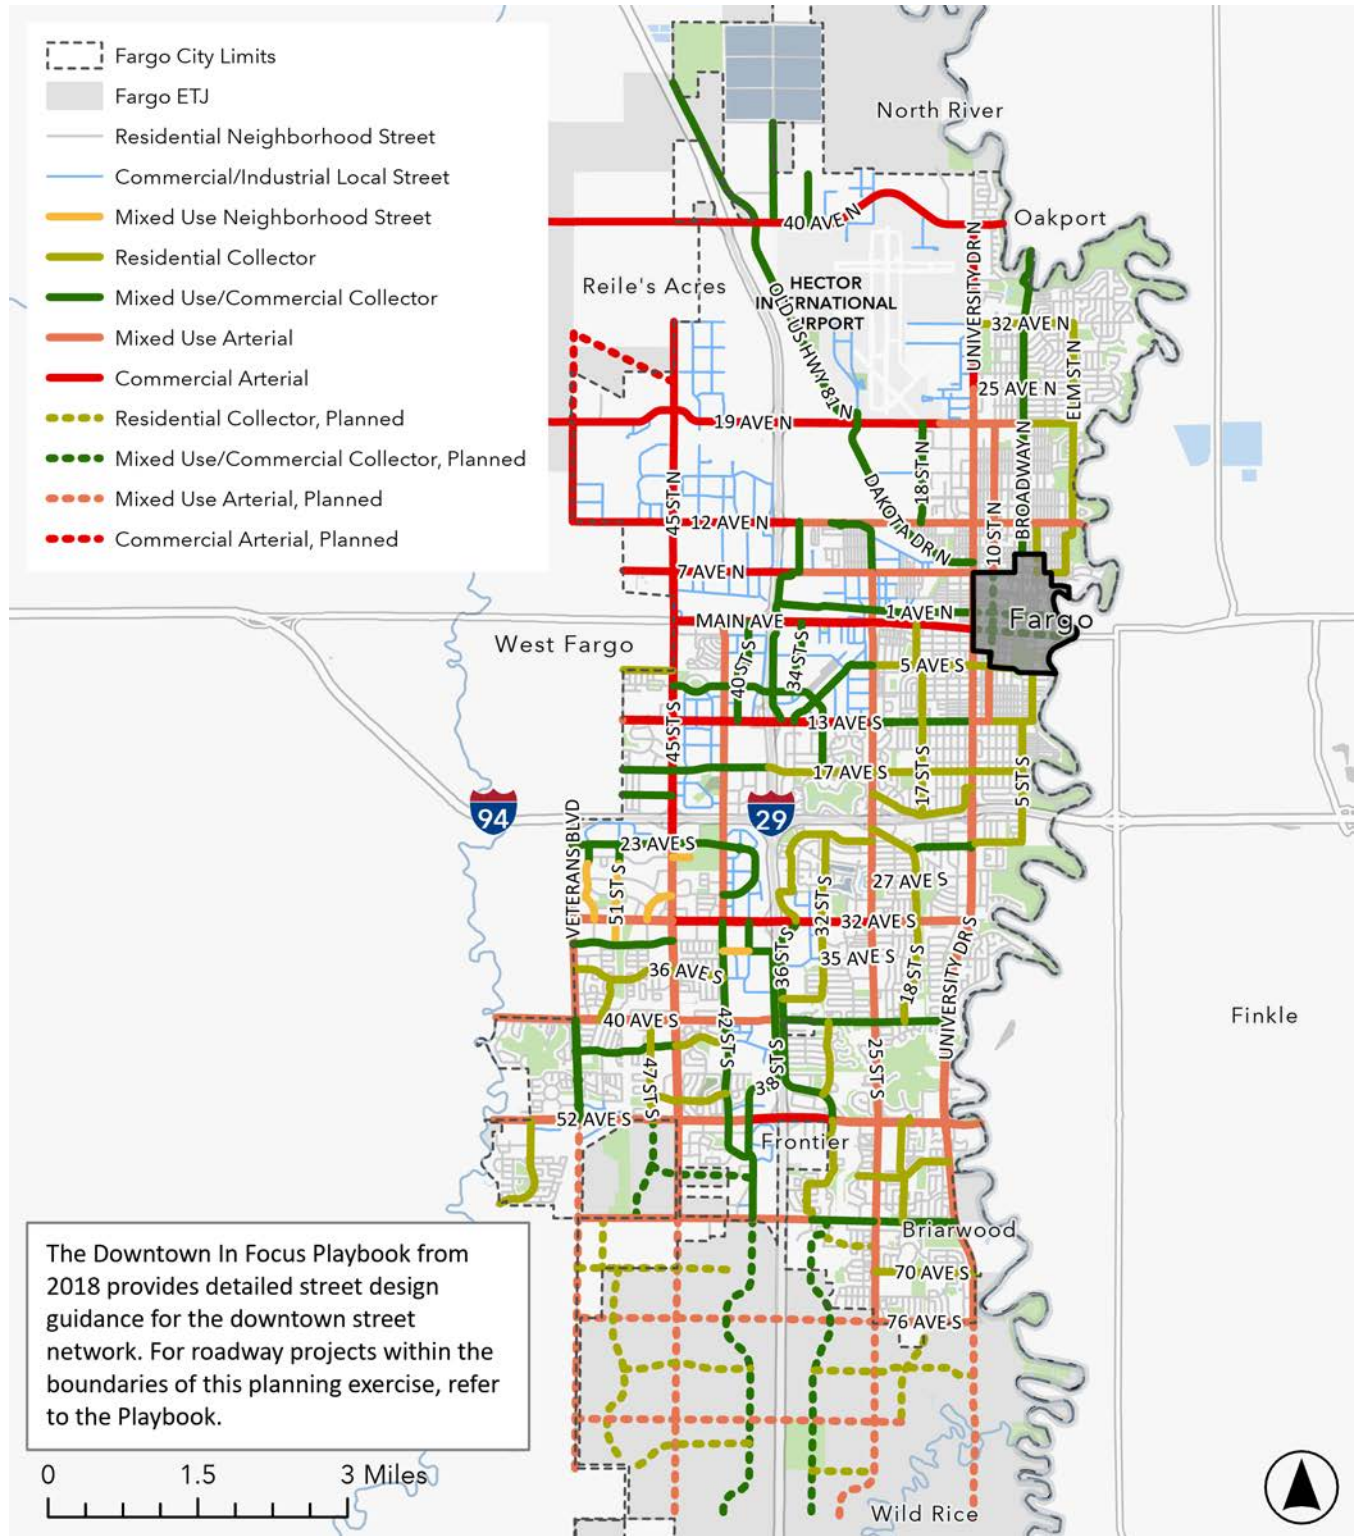 Fargo City Limits
Fargo ETJ
Residential Neighborhood Street
Commercial/Industrial Local Street
Mixed Use Neighborhood Street
Residential Collector
Mixed Use/Commercial Collector
Mixed Use Arterial
Commercial Arterial
Residential Collector, Planned
Mixed Use/Commercial Collector, Planned
Mixed Use Arterial, Planned
Commercial Arterial, Planned
North River
Oakport
40 AVE N
UNIVERSITY DR N
Reile's Acres
HECTOR
INTERNATIONAL
AIRPORT
OLD US HWY 81 N
32 AVE N
ELM ST N
25 AVE N
19 AVE N
BROADWAY N
18 ST N
45 ST N
DAKOTA DR N
10 ST N
12 AVE N
7 AVE N
1 AVE N
MAIN AVE
Fargo
West Fargo
40 ST S
34 ST S
5 AVE S
45 ST S
13 AVE S
17 AVE S
17 ST S
5 ST S
94
29
VETERANS BLVD
23 AVE S
51 ST S
27 AVE S
32 ST S
32 AVE S
36 ST S
35 AVE S
18 ST S
UNIVERSITY DR S
36 AVE S
40 AVE S
42 ST S
Finkle
47 ST S
38 ST S
25 ST S
52 AVE S
Frontier
Briarwood
70 AVE S
76 AVE S
Wild Rice
The Downtown In Focus Playbook from
2018 provides detailed street design
guidance for the downtown street
network. For roadway projects within the
boundaries of this planning exercise, refer
to the Playbook.
0 1.5 3 Miles